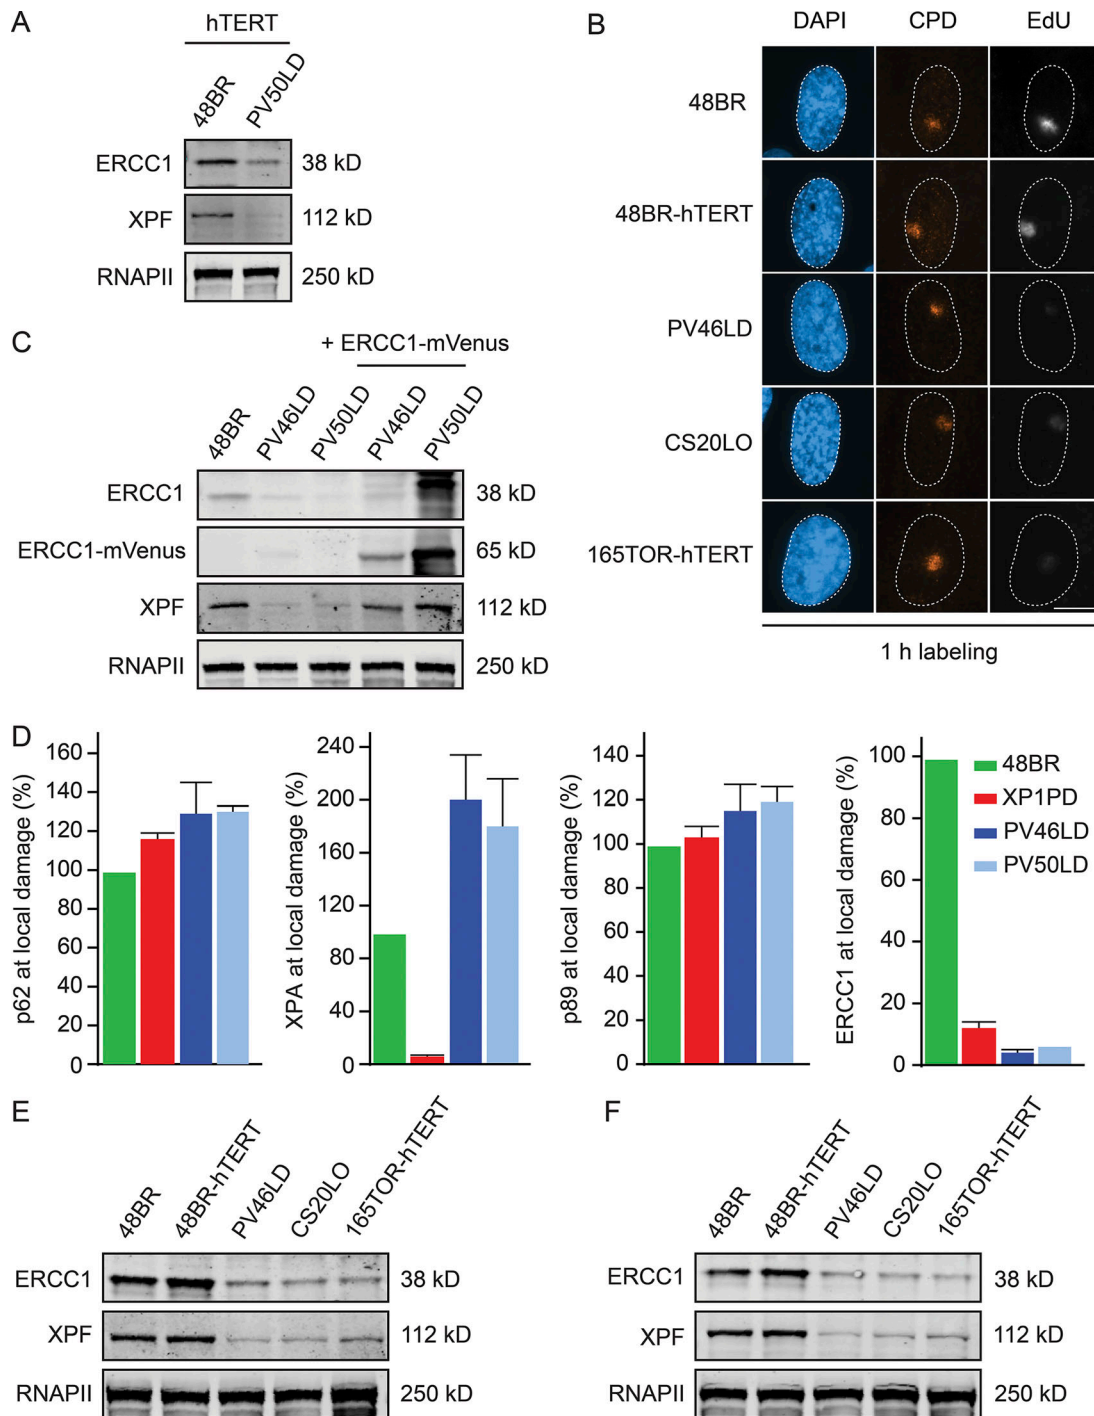 A
hTERT
48BR
PV50LD
ERCC1
38 kD
XPF
112 kD
RNAPII
250 kD
B
DAPI
CPD
EdU
48BR
48BR-hTERT
PV46LD
CS20LO
165TOR-hTERT
1 h labeling
C
+ ERCC1-mVenus
48BR
PV46LD
PV50LD
PV46LD
PV50LD
ERCC1
38 kD
ERCC1-mVenus
65 kD
XPF
112 kD
RNAPII
250 kD
D
p62 at local damage (%)
160
140
120
100
80
60
40
20
0
XPA at local damage (%)
240
200
160
120
80
40
0
p89 at local damage (%)
140
120
100
80
60
40
20
0
ERCC1 at local damage (%)
100
80
60
40
20
0
48BR
XP1PD
PV46LD
PV50LD
E
48BR
48BR-hTERT
PV46LD
CS20LO
165TOR-hTERT
ERCC1
38 kD
XPF
112 kD
RNAPII
250 kD
F
48BR
48BR-hTERT
PV46LD
CS20LO
165TOR-hTERT
ERCC1
38 kD
XPF
112 kD
RNAPII
250 kD